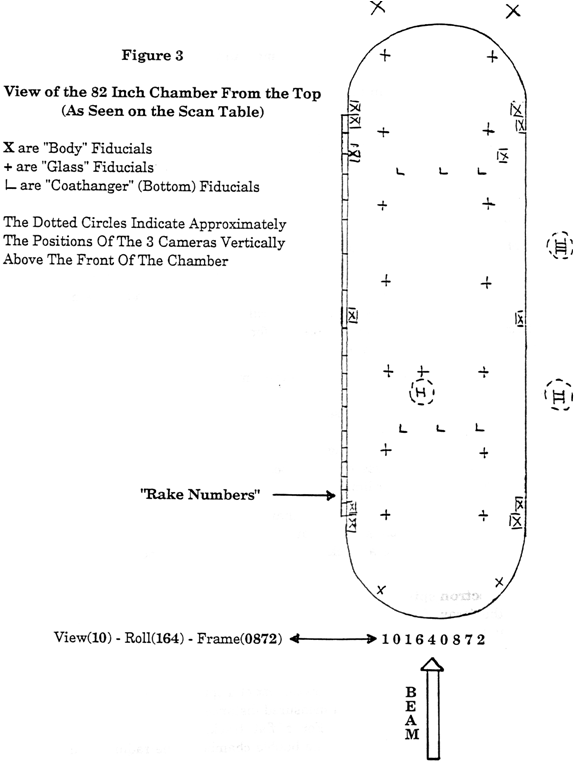 Figure 3
View of the 82 Inch Chamber From the Top
(As Seen on the Scan Table)
X are "Body" Fiducials
+ are "Glass" Fiducials
L are "Coathanger" (Bottom) Fiducials
The Dotted Circles Indicate Approximately
The Positions Of The 3 Cameras Vertically
Above The Front Of The Chamber
III
I
II
"Rake Numbers"
View(10) - Roll(164) - Frame(0872)
101640872
BEAM